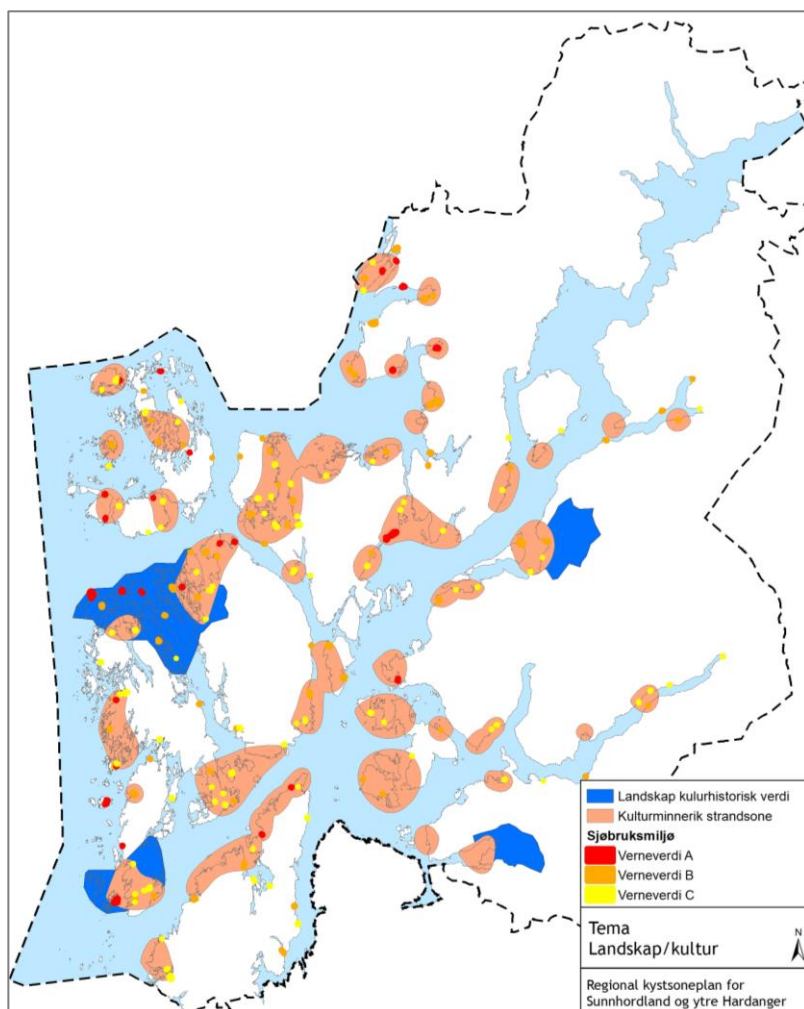 Landskap kulurhistorisk verdi
Kulturminnerik strandsone
Sjøbruksmiljø
Verneverdi A
Verneverdi B
Verneverdi C
Tema
Landskap/kultur
N
Regional kystsoneplan for
Sunnhordland og ytre Hardanger